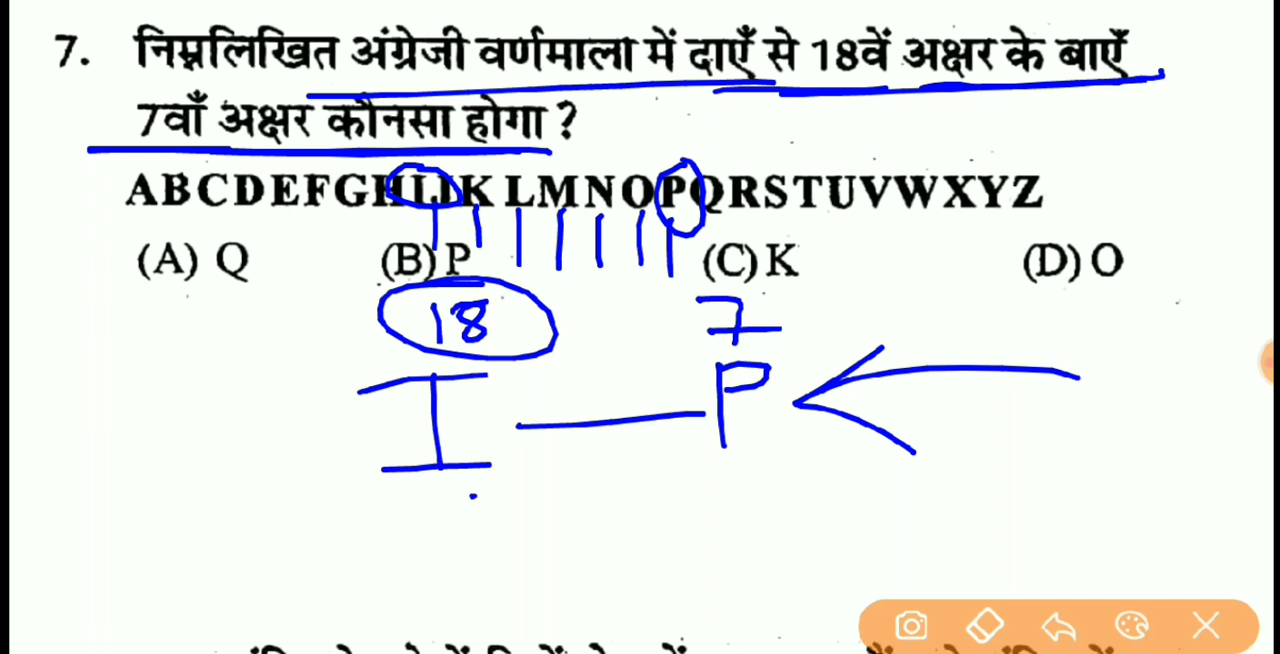 7. निम्नलिखित अंग्रेजी वर्णमाला में दाएँ से 18वें अक्षर के बाएँ
7वाँ अक्षर कौनसा होगा ?
ABCDEFGHIJKLMNOPQRSTUVWXYZ
(A) Q (B) P (C) K (D) O
18 7
I — P